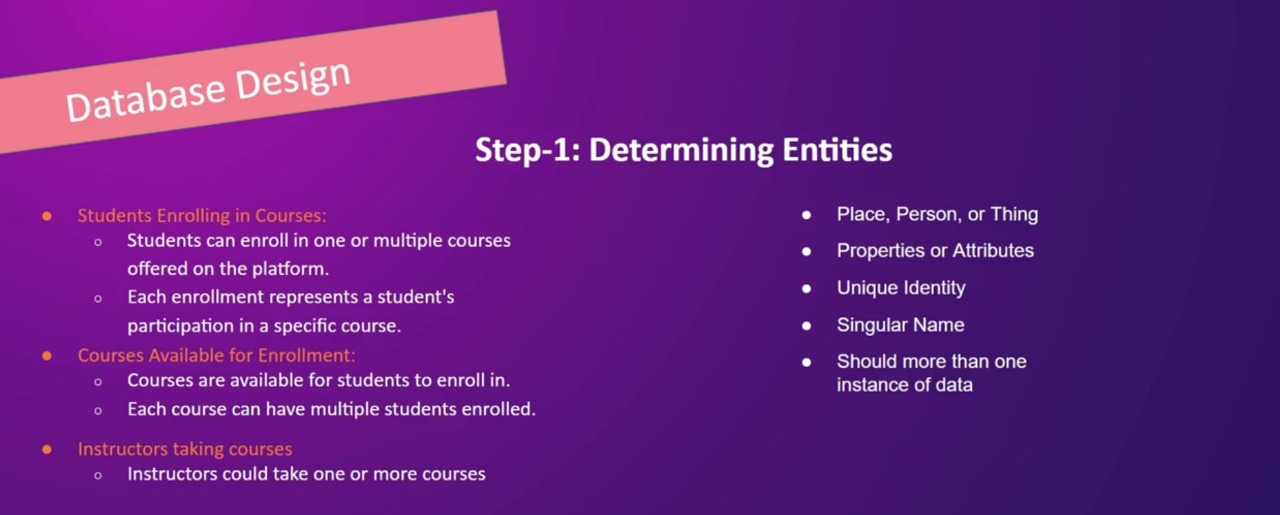 Database Design
Step-1: Determining Entities
● Students Enrolling in Courses:
○ Students can enroll in one or multiple courses
offered on the platform.
○ Each enrollment represents a student's
participation in a specific course.
● Courses Available for Enrollment:
○ Courses are available for students to enroll in.
○ Each course can have multiple students enrolled.
● Instructors taking courses
○ Instructors could take one or more courses
● Place, Person, or Thing
● Properties or Attributes
● Unique Identity
● Singular Name
● Should more than one
instance of data